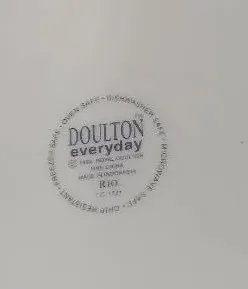 OVEN SAFE • DISHWASHER SAFE • MICROWAVE SAFE • CHIP RESISTANT • FREEZER SAFE •
DOULTON
everyday
© 1995 ROYAL DOULTON
FINE CHINA
MADE IN INDONESIA
RIO